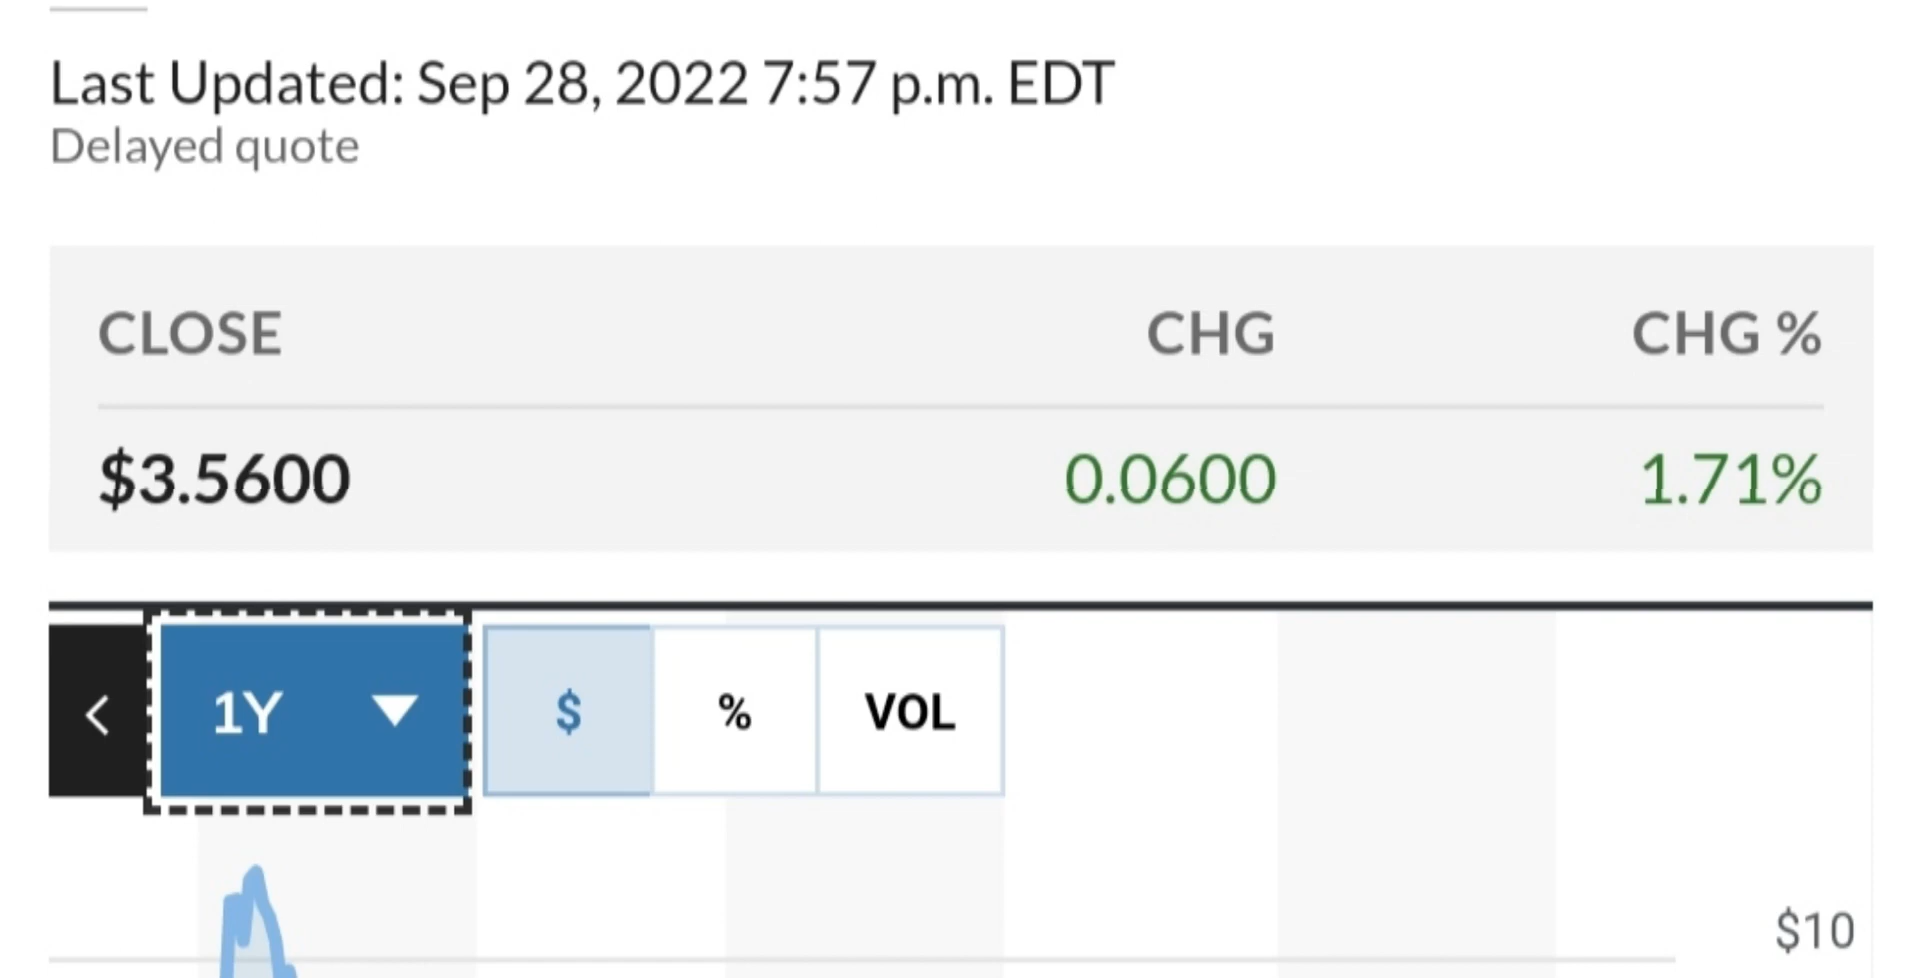 Last Updated: Sep 28, 2022 7:57 p.m. EDT
Delayed quote
CLOSE CHG CHG %
$3.5600 0.0600 1.71%
1Y $ % VOL
$10